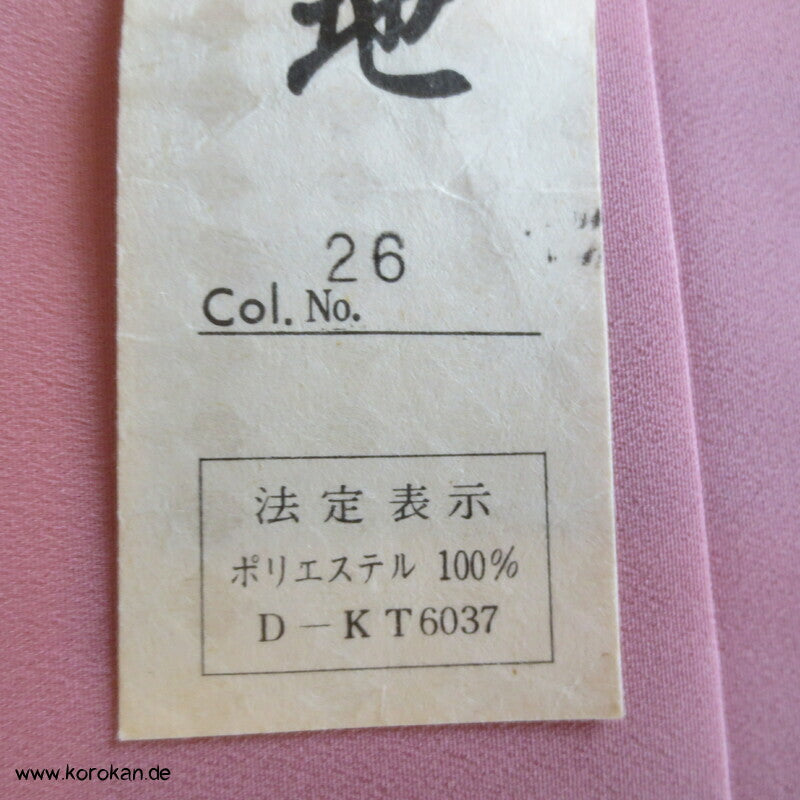 地
26
Col. No.
法定表示
ポリエステル 100%
D－KT6037
www.korokan.de